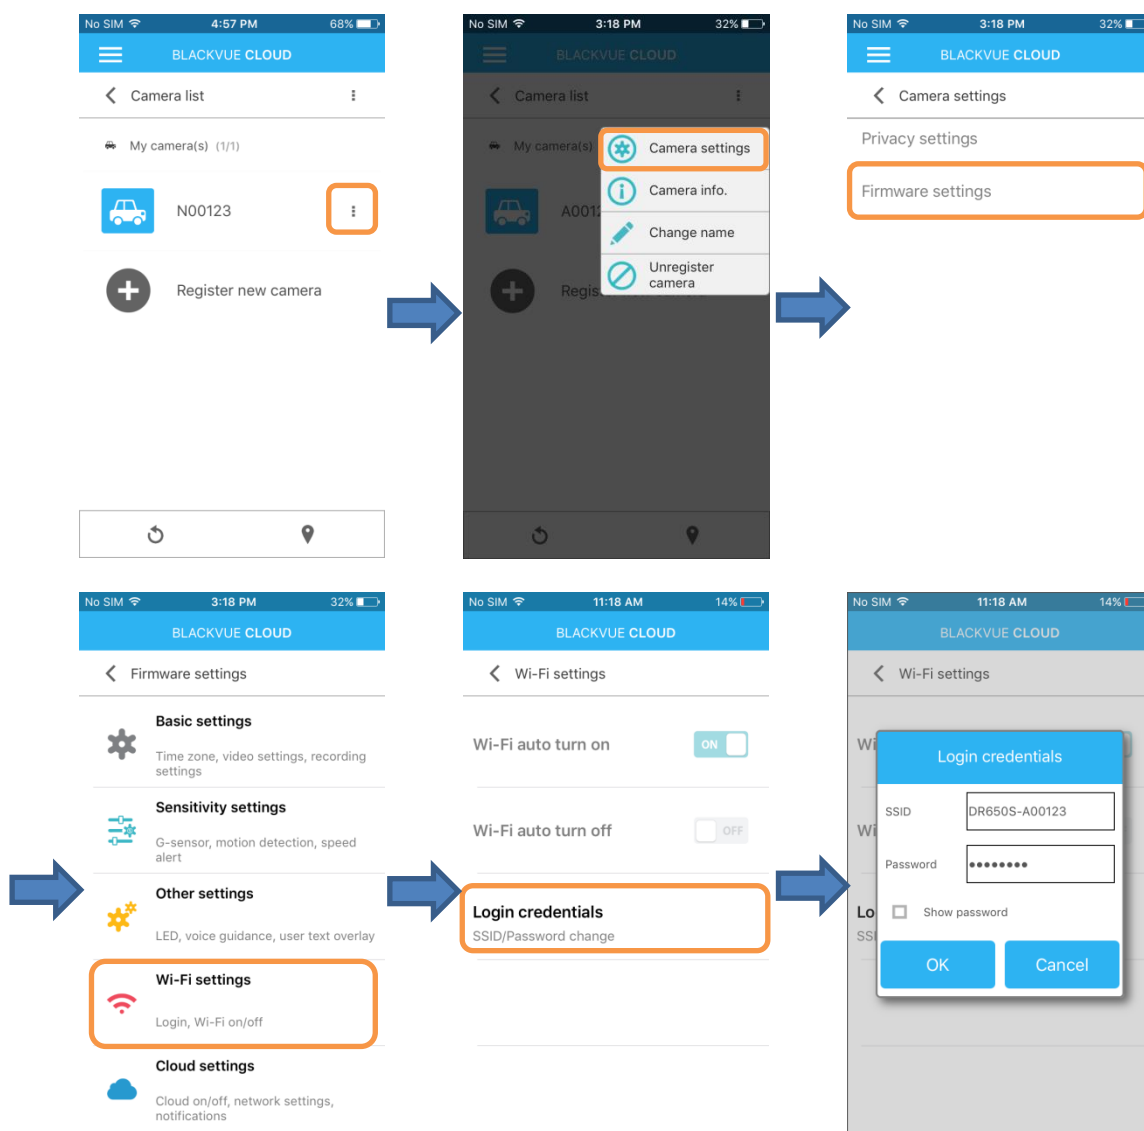 No SIM 4:57 PM 68%
BLACKVUE CLOUD
Camera list
My camera(s) (1/1)
N00123
Register new camera
No SIM 3:18 PM 32%
BLACKVUE CLOUD
Camera list
My camera(s)
Camera settings
Camera info.
A0012
Change name
Unregister
camera
Regis
No SIM 3:18 PM 32%
BLACKVUE CLOUD
Camera settings
Privacy settings
Firmware settings
No SIM 3:18 PM 32%
BLACKVUE CLOUD
Firmware settings
Basic settings
Time zone, video settings, recording
settings
Sensitivity settings
G-sensor, motion detection, speed
alert
Other settings
LED, voice guidance, user text overlay
Wi-Fi settings
Login, Wi-Fi on/off
Cloud settings
Cloud on/off, network settings,
notifications
No SIM 11:18 AM 14%
BLACKVUE CLOUD
Wi-Fi settings
Wi-Fi auto turn on ON
Wi-Fi auto turn off OFF
Login credentials
SSID/Password change
No SIM 11:18 AM 14%
BLACKVUE CLOUD
Wi-Fi settings
Wi
Login credentials
SSID DR650S-A00123
Wi
Password ••••••••
Lo
Show password
SSI
OK Cancel